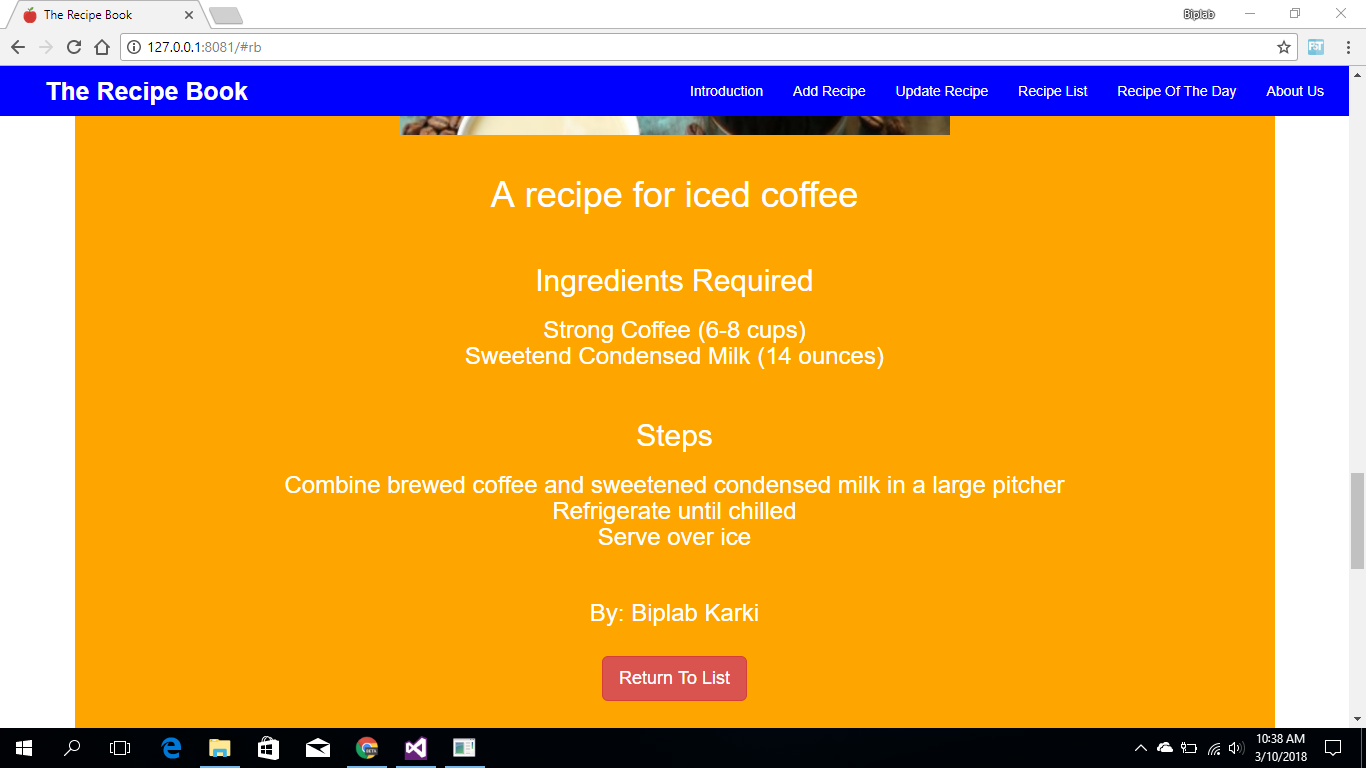 The Recipe Book
Biplab
127.0.0.1:8081/#rb
The Recipe Book
Introduction
Add Recipe
Update Recipe
Recipe List
Recipe Of The Day
About Us
A recipe for iced coffee
Ingredients Required
Strong Coffee (6-8 cups)
Sweetend Condensed Milk (14 ounces)
Steps
Combine brewed coffee and sweetened condensed milk in a large pitcher
Refrigerate until chilled
Serve over ice
By: Biplab Karki
Return To List
10:38 AM
3/10/2018